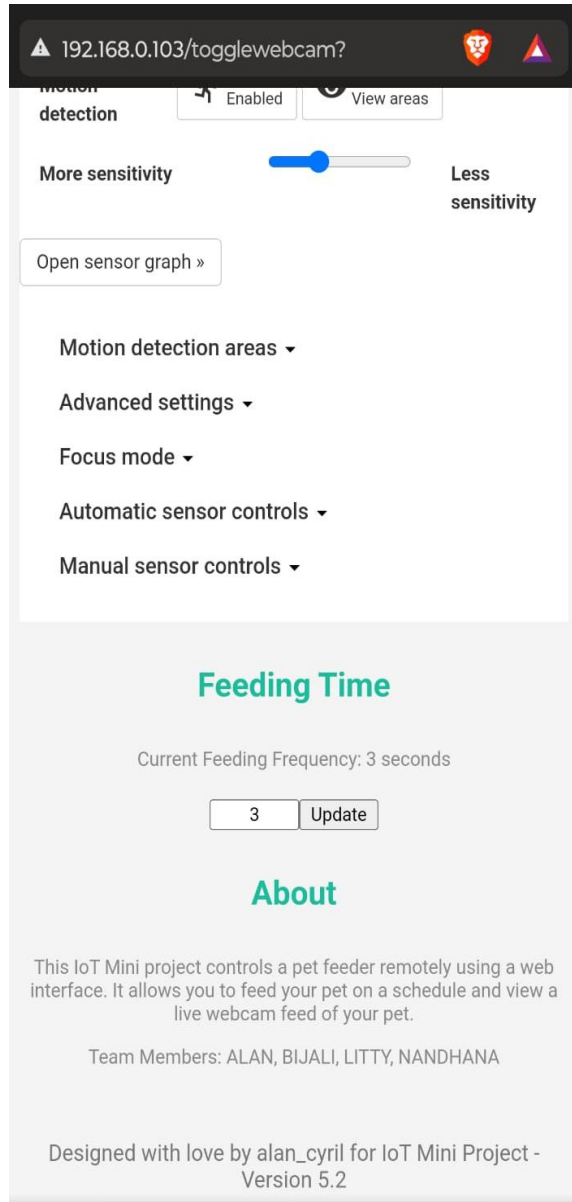 192.168.0.103/togglewebcam?
Motion
detection
Enabled
View areas
More sensitivity
Less
sensitivity
Open sensor graph »
Motion detection areas
Advanced settings
Focus mode
Automatic sensor controls
Manual sensor controls
Feeding Time
Current Feeding Frequency: 3 seconds
3 Update
About
This IoT Mini project controls a pet feeder remotely using a web
interface. It allows you to feed your pet on a schedule and view a
live webcam feed of your pet.
Team Members: ALAN, BIJALI, LITTY, NANDHANA
Designed with love by alan_cyril for IoT Mini Project -
Version 5.2